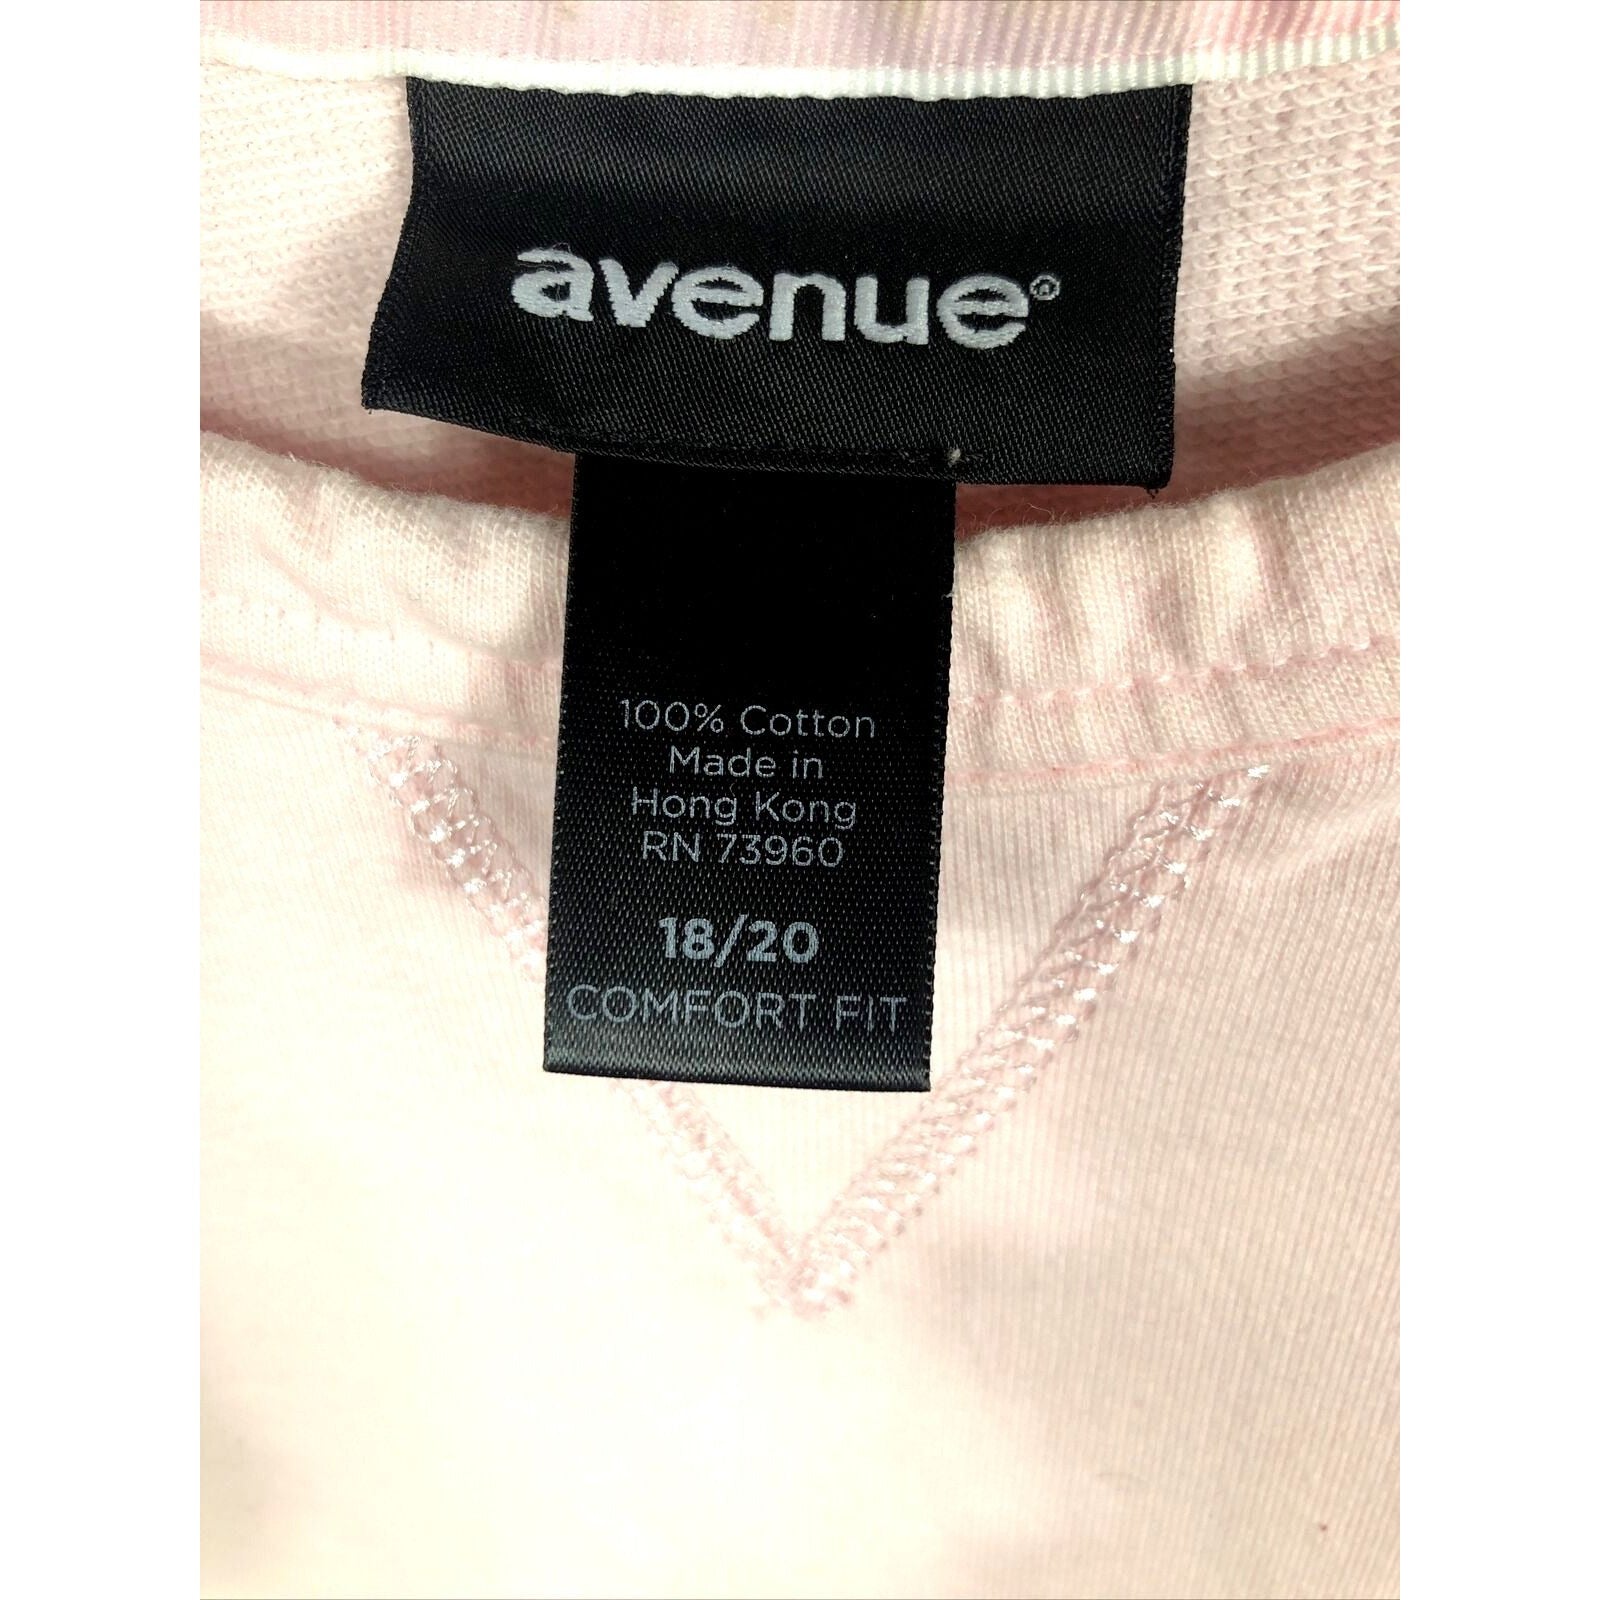 avenue®
100% Cotton
Made in
Hong Kong
RN 73960
18/20
COMFORT FIT